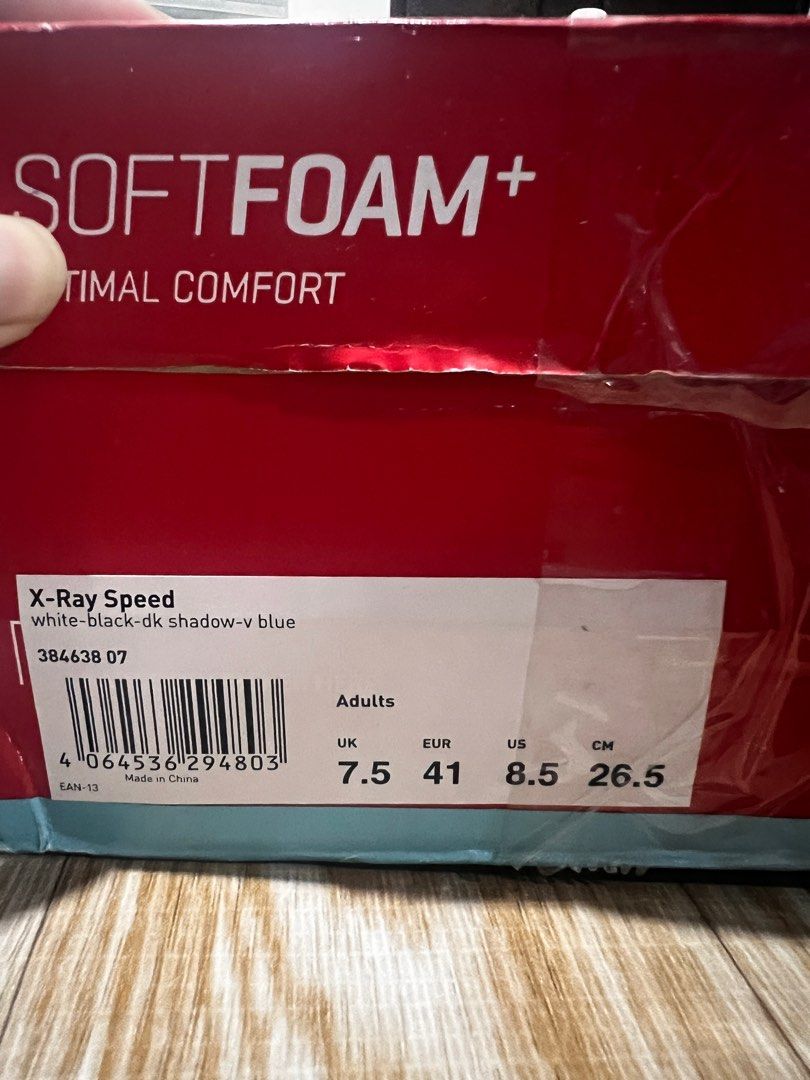 SOFTFOAM+
TIMAL COMFORT
X-Ray Speed
white-black-dk shadow-v blue
384638 07
4 064536 294803
EAN-13
Made in China
Adults
UK EUR US CM
7.5 41 8.5 26.5